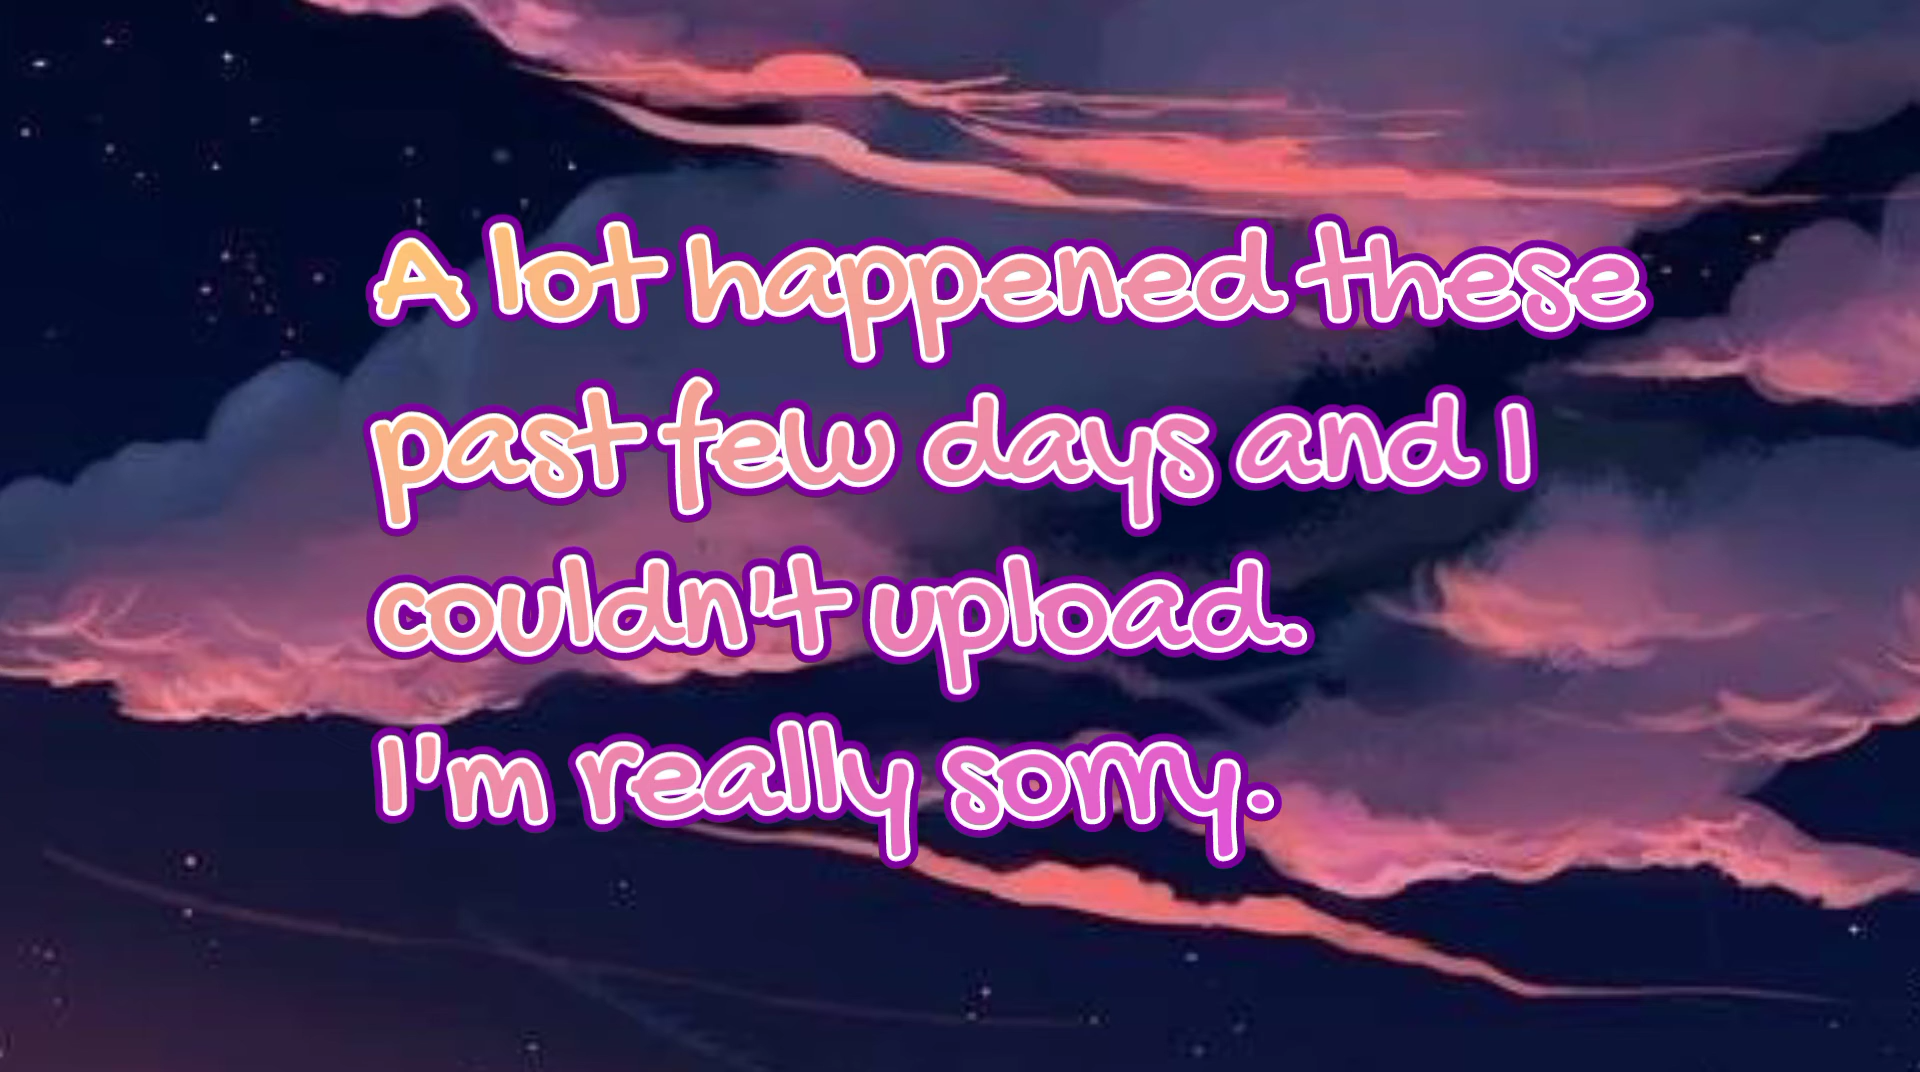 A lot happened these
past few days and I
couldn't upload.
I'm really sorry.